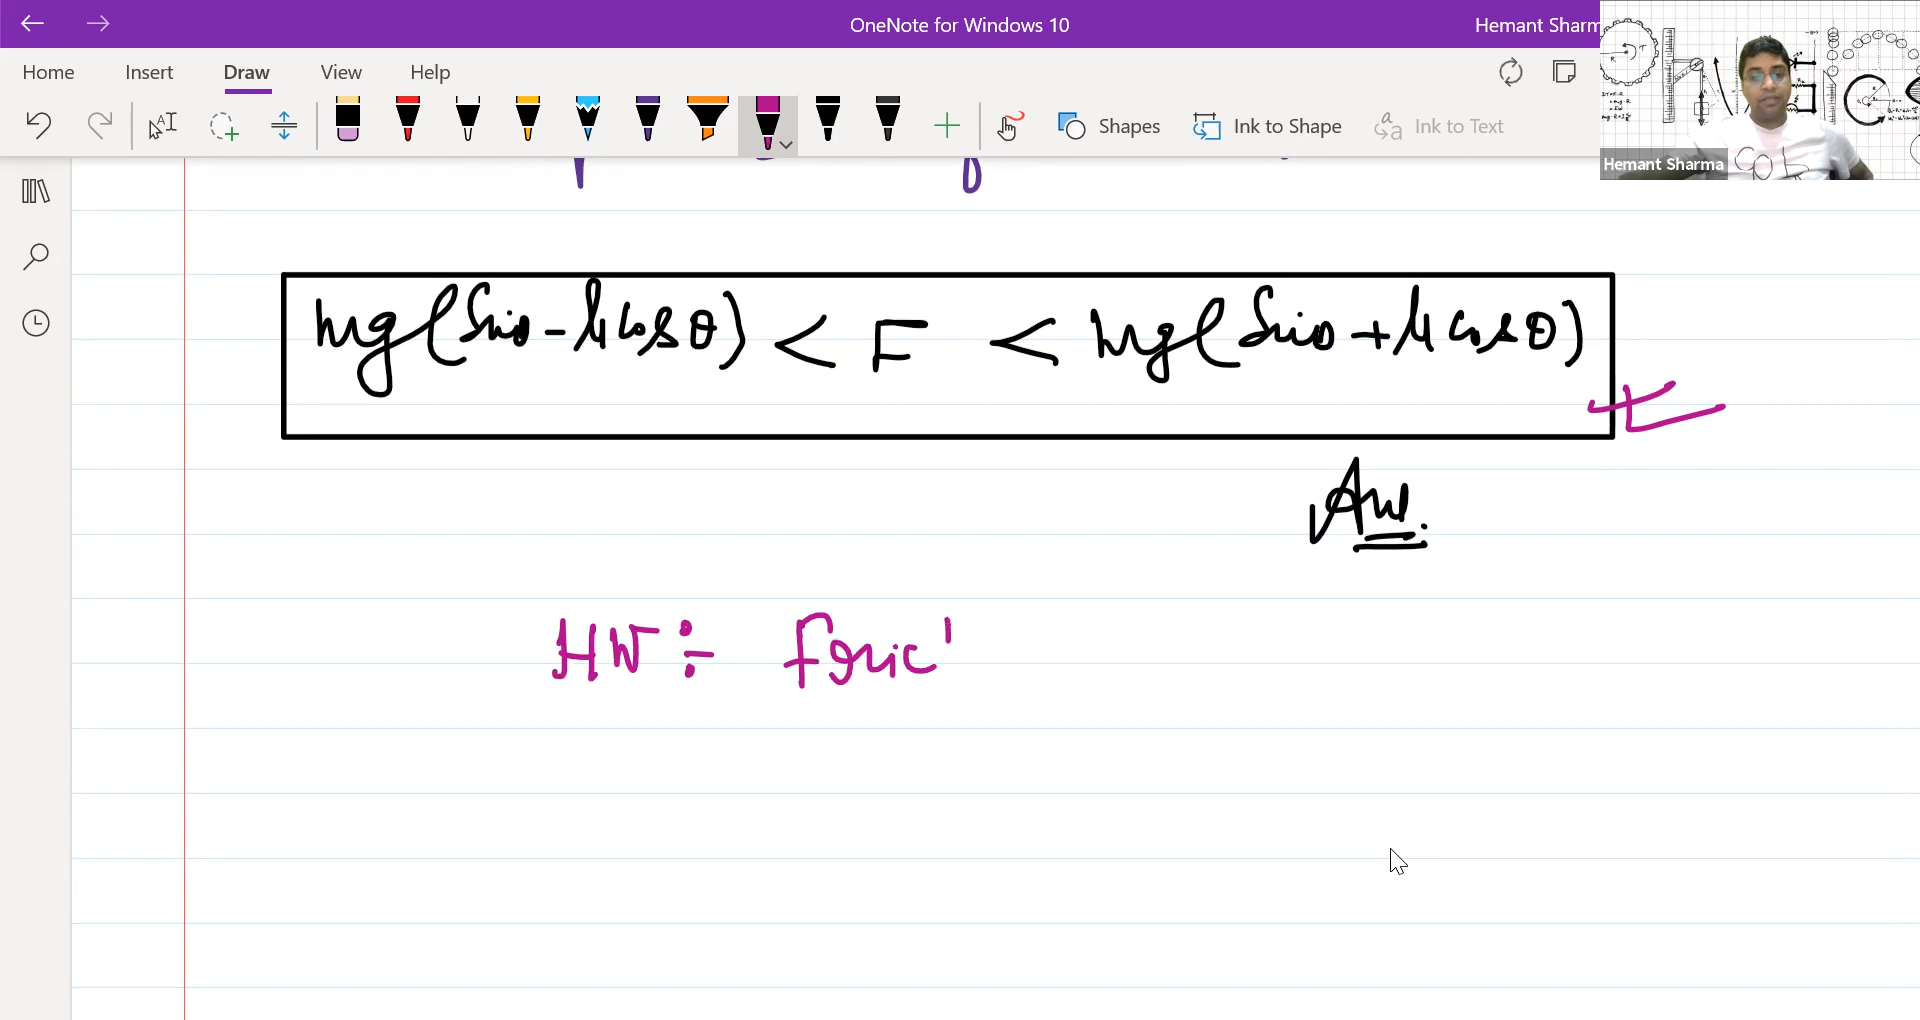 OneNote for Windows 10
Hemant Sharm
Home Insert Draw View Help
Shapes Ink to Shape Ink to Text
Hemant Sharma
mg(Sinθ - μCosθ) < F < mg(Sinθ + μCosθ)
Ans.
HW÷ Fric'